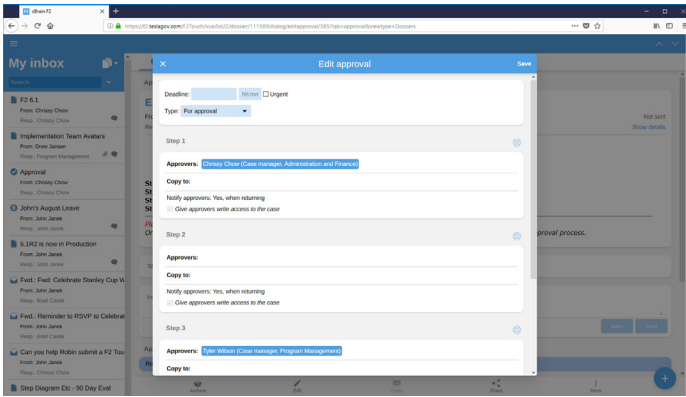 cBrain F2
https://f2.teslagov.com/F2Touch/vue/list/2/dossier/111589/dialog/editapproval/385?tab=approval&viewtype=Dossiers
My inbox
Edit approval
Save
Search
F2 6.1
From: Chrissy Chow
Resp.: Chrissy Chow
Implementation Team Avatars
From: Drew Jansen
Resp.: Program Management
Approval
From: Chrissy Chow
Resp.: Chrissy Chow
John's August Leave
From: John Janek
Resp.: John Janek
6.1R2 is now in Production
From: John Janek
Resp.: John Janek
Fwd.: Fwd: Celebrate Stanley Cup W
From: John Janek
Resp.: Brad Castle
Fwd.: Reminder to RSVP to Celebrat
From: John Janek
Resp.: Brad Castle
Can you help Robin submit a F2 Tou
From: John Janek
Resp.: Chrissy Chow
Step Diagram Etc - 90 Day Eval
Deadline: hh:mm Urgent
Type: For approval
Step 1
Approvers: Chrissy Chow (Case manager, Administration and Finance)
Copy to:
Notify approvers: Yes, when returning
Give approvers write access to the case
Step 2
Approvers:
Copy to:
Notify approvers: Yes, when returning
Give approvers write access to the case
Step 3
Approvers: Tyler Wilson (Case manager, Program Management)
Copy to:
Not sent
Show details
proval process.
Save
Start
Archive
Edit
Share
More